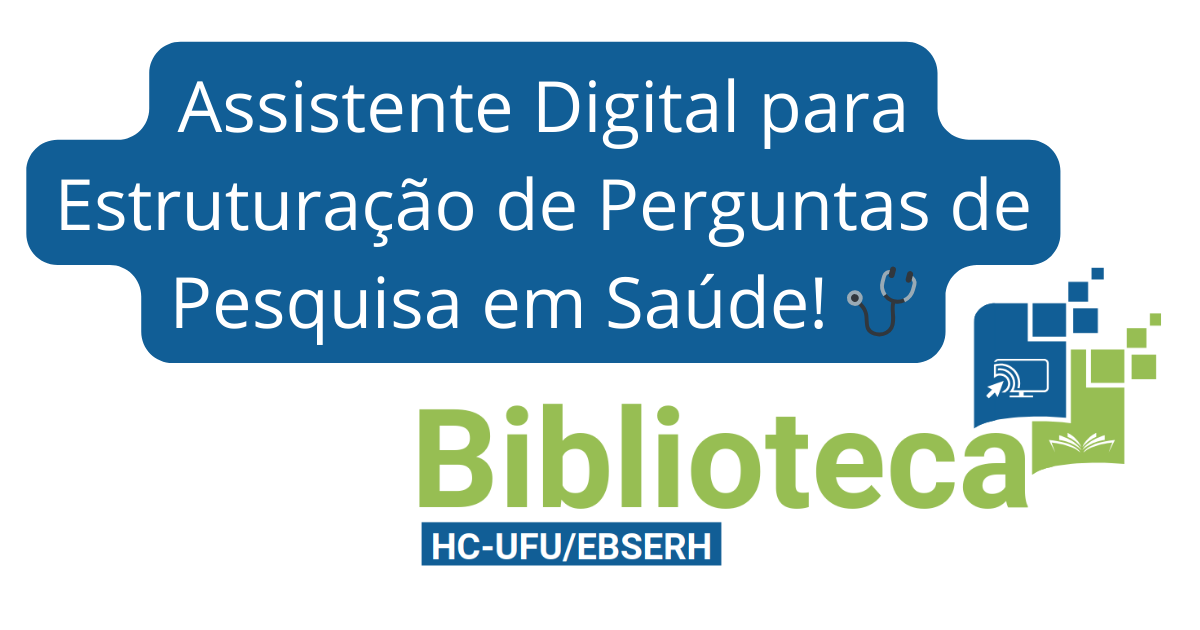 Assistente Digital para
Estruturação de Perguntas de
Pesquisa em Saúde! 🩺
Biblioteca
HC-UFU/EBSERH